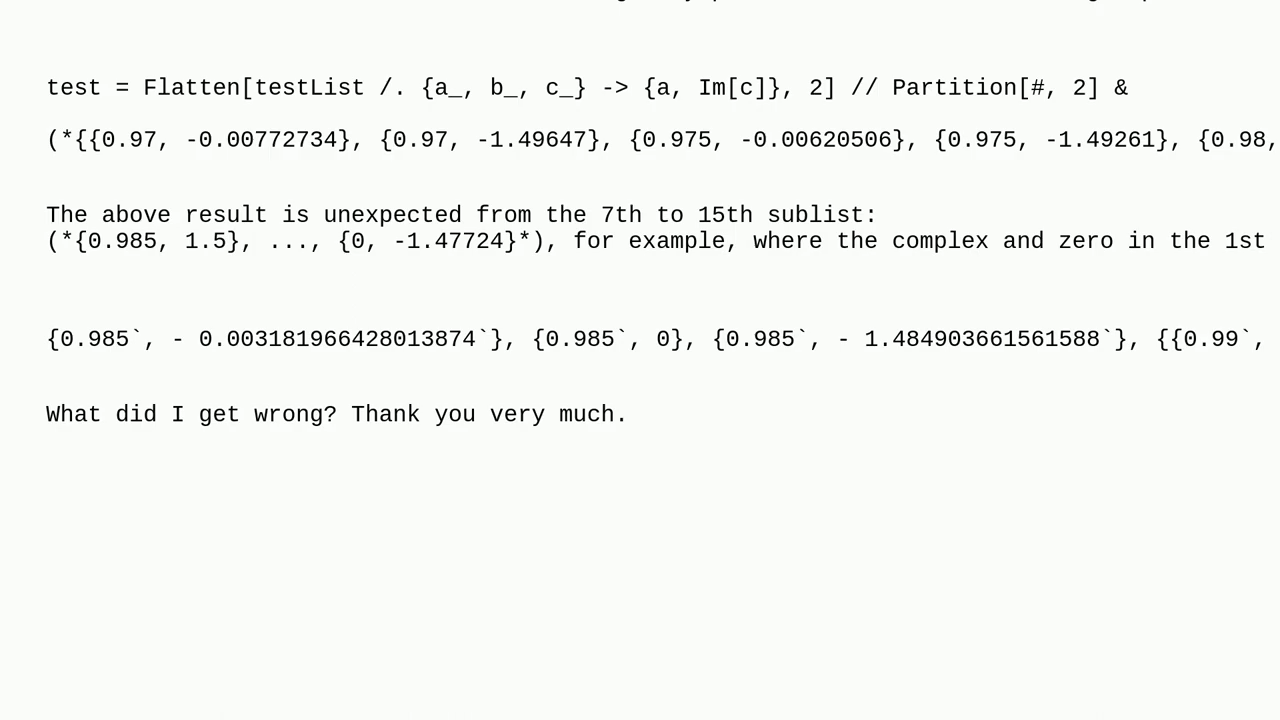 test = Flatten[testList /. {a_, b_, c_} -> {a, Im[c]}, 2] // Partition[#, 2] &
(*{{0.97, -0.00772734}, {0.97, -1.49647}, {0.975, -0.00620506}, {0.975, -1.49261}, {0.98,
The above result is unexpected from the 7th to 15th sublist:
(*{0.985, 1.5}, ..., {0, -1.47724}*), for example, where the complex and zero in the 1st
{0.985`, - 0.003181966428013874`}, {0.985`, 0}, {0.985`, - 1.484903661561588`}, {{0.99`,
What did I get wrong? Thank you very much.